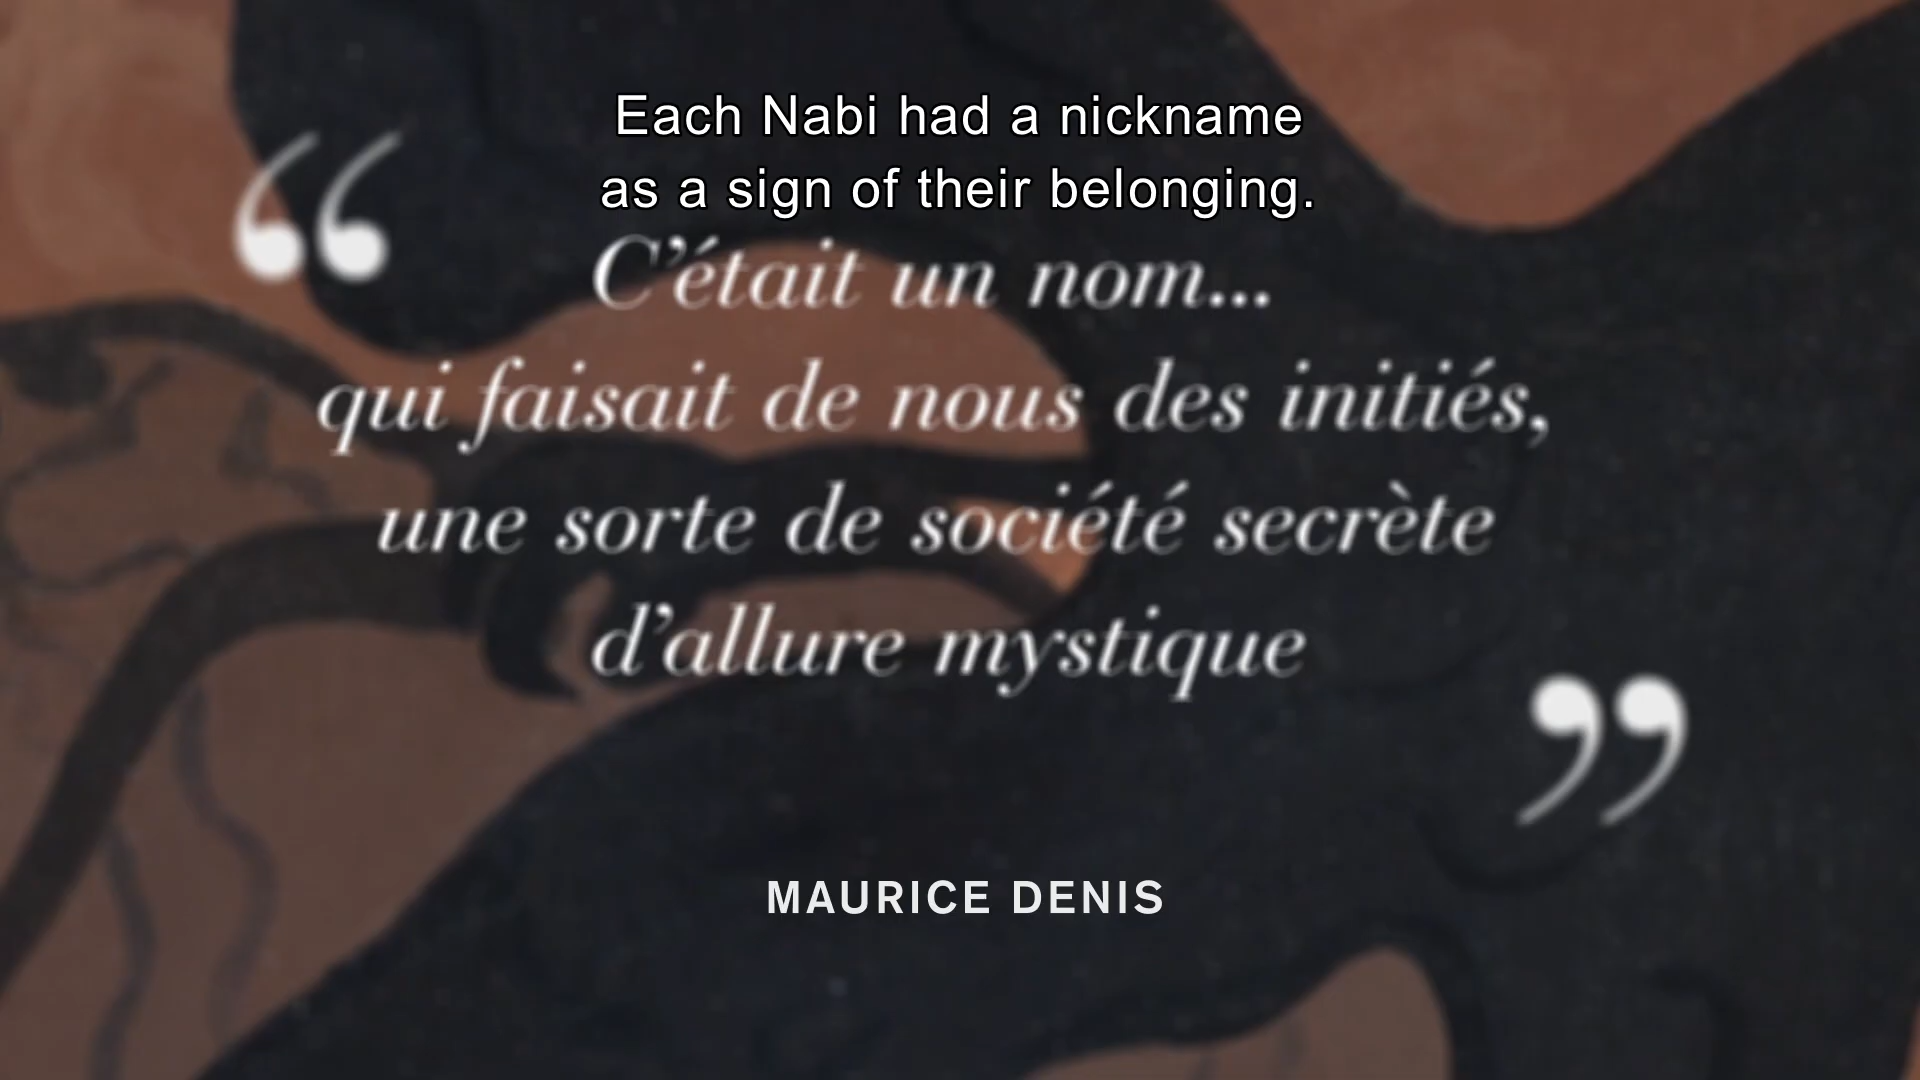 Each Nabi had a nickname
as a sign of their belonging.
“ C’était un nom...
qui faisait de nous des initiés,
une sorte de société secrète
d’allure mystique ”
MAURICE DENIS